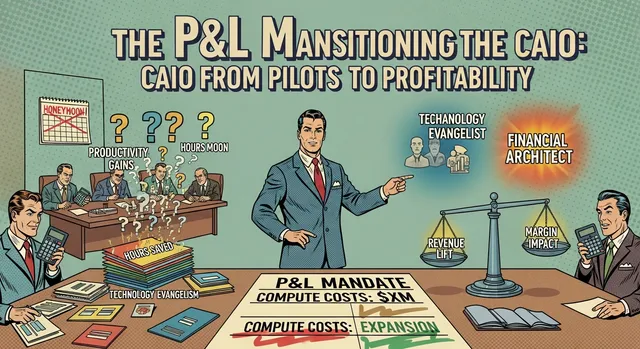 THE P&L MANSITIONING THE CAIO:
CAIO FROM PILOTS TO PROFITABILITY
HONEYMOON!
PRODUCTIVITY
GAINS
HOURS MOON
HOURS SAVED
TECHNOLOGY EVANGELISM
TECHANOLOGY
EVANGELIST
FINANCIAL
ARCHITECT
REVENUE
LIFT
MARGIN
IMPACT
P&L MANDATE
COMPUTE COSTS: $XM
COMPUTE COSTS: EXPANSION